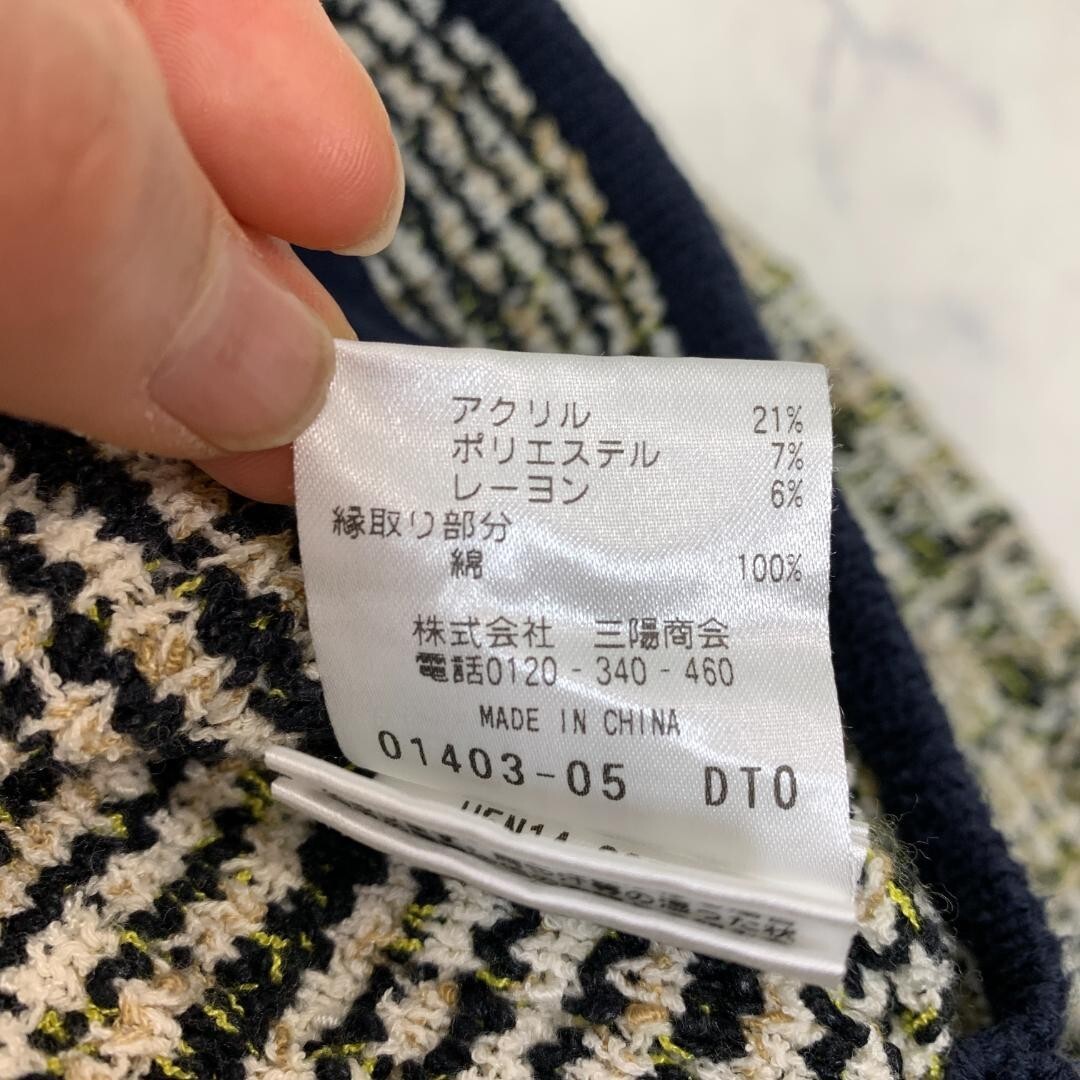 アクリル 21%
ポリエステル 7%
レーヨン 6%
縁取り部分
綿 100%
株式会社 三陽商会
電話0120-340-460
MADE IN CHINA
01403-05 DT0